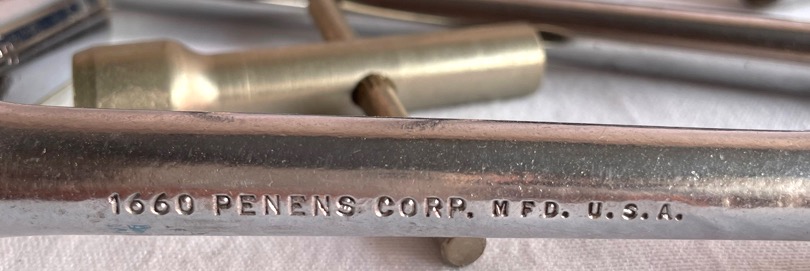 1660 PENENS CORP. MFD. U.S.A.